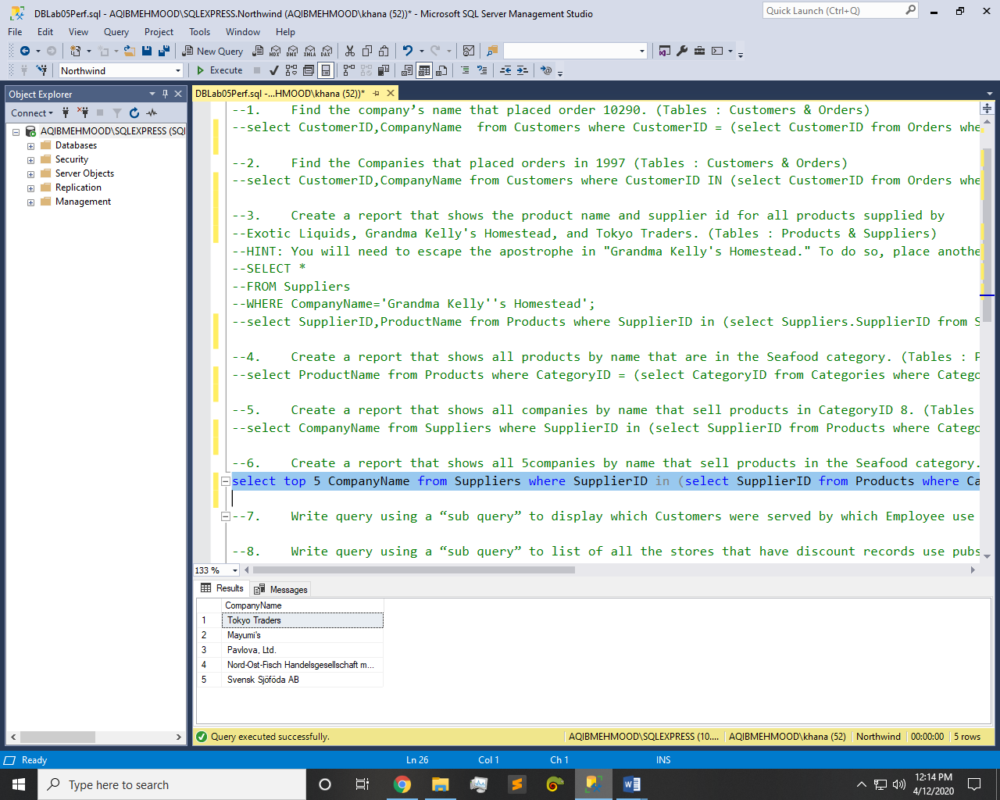 DBLab05Perf.sql - AQIBMEHMOOD\SQLEXPRESS.Northwind (AQIBMEHMOOD\khana (52))* - Microsoft SQL Server Management Studio
Quick Launch (Ctrl+Q)
File Edit View Query Project Tools Window Help
New Query
MDX DMX XMLA DAX
Northwind
Execute
Object Explorer
DBLab05Perf.sql -...HMOOD\khana (52))*
Connect
AQIBMEHMOOD\SQLEXPRESS (SQL
Databases
Security
Server Objects
Replication
Management
--1. Find the company’s name that placed order 10290. (Tables : Customers & Orders)
--select CustomerID,CompanyName from Customers where CustomerID = (select CustomerID from Orders whe
--2. Find the Companies that placed orders in 1997 (Tables : Customers & Orders)
--select CustomerID,CompanyName from Customers where CustomerID IN (select CustomerID from Orders whe
--3. Create a report that shows the product name and supplier id for all products supplied by
--Exotic Liquids, Grandma Kelly's Homestead, and Tokyo Traders. (Tables : Products & Suppliers)
--HINT: You will need to escape the apostrophe in "Grandma Kelly's Homestead." To do so, place anothe
--SELECT *
--FROM Suppliers
--WHERE CompanyName='Grandma Kelly''s Homestead';
--select SupplierID,ProductName from Products where SupplierID in (select Suppliers.SupplierID from S
--4. Create a report that shows all products by name that are in the Seafood category. (Tables : P
--select ProductName from Products where CategoryID = (select CategoryID from Categories where Catego
--5. Create a report that shows all companies by name that sell products in CategoryID 8. (Tables
--select CompanyName from Suppliers where SupplierID in (select SupplierID from Products where Catego
--6. Create a report that shows all 5companies by name that sell products in the Seafood category.
select top 5 CompanyName from Suppliers where SupplierID in (select SupplierID from Products where Ca
--7. Write query using a “sub query” to display which Customers were served by which Employee use
--8. Write query using a “sub query” to list of all the stores that have discount records use pubs
133 %
Results Messages
CompanyName
1 Tokyo Traders
2 Mayumi's
3 Pavlova, Ltd.
4 Nord-Ost-Fisch Handelsgesellschaft m...
5 Svensk Sjöföda AB
Query executed successfully.
AQIBMEHMOOD\SQLEXPRESS (10.... AQIBMEHMOOD\khana (52) Northwind 00:00:00 5 rows
Ready Ln 26 Col 1 Ch 1 INS
Type here to search
12:14 PM
4/12/2020